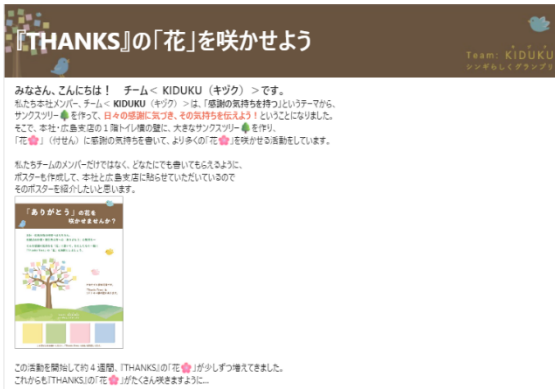 『THANKS』の「花」を咲かせよう
Team: KIDUKU
シンギらしくグランプリ
みなさん、こんにちは！　チーム＜ KIDUKU（キヅク）＞です。
私たち本社メンバー、チーム＜ KIDUKU（キヅク）＞は、「感謝の気持ちを持つ」というテーマから、
サンクスツリー🌲を作って、日々の感謝に気づき、その気持ちを伝えよう！ということになりました。
そこで、本社・広島支店の１階トイレ横の壁に、大きなサンクスツリー🌲を作り、
「花🌸」（付せん）に感謝の気持ちを書いて、より多くの「花🌸」を咲かせる活動をしています。
私たちチームのメンバーだけではなく、どなたにでも書いてもらえるように、
ポスターも作成して、本社と広島支店に貼らせていただいているので
そのポスターを紹介したいと思います。
「ありがとう」の花を
咲かせませんか？
この活動を開始して約４週間、『THANKS』の「花🌸」が少しずつ増えてきました。
これからも『THANKS』の「花🌸」がたくさん咲きますように…